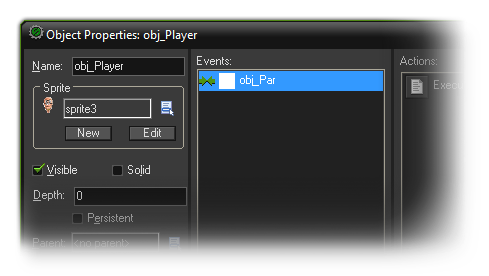 Object Properties: obj_Player
Name: obj_Player
Sprite
sprite3
New Edit
Visible Solid
Depth: 0
Persistent
Parent: <no parent>
Events:
obj_Par
Actions: